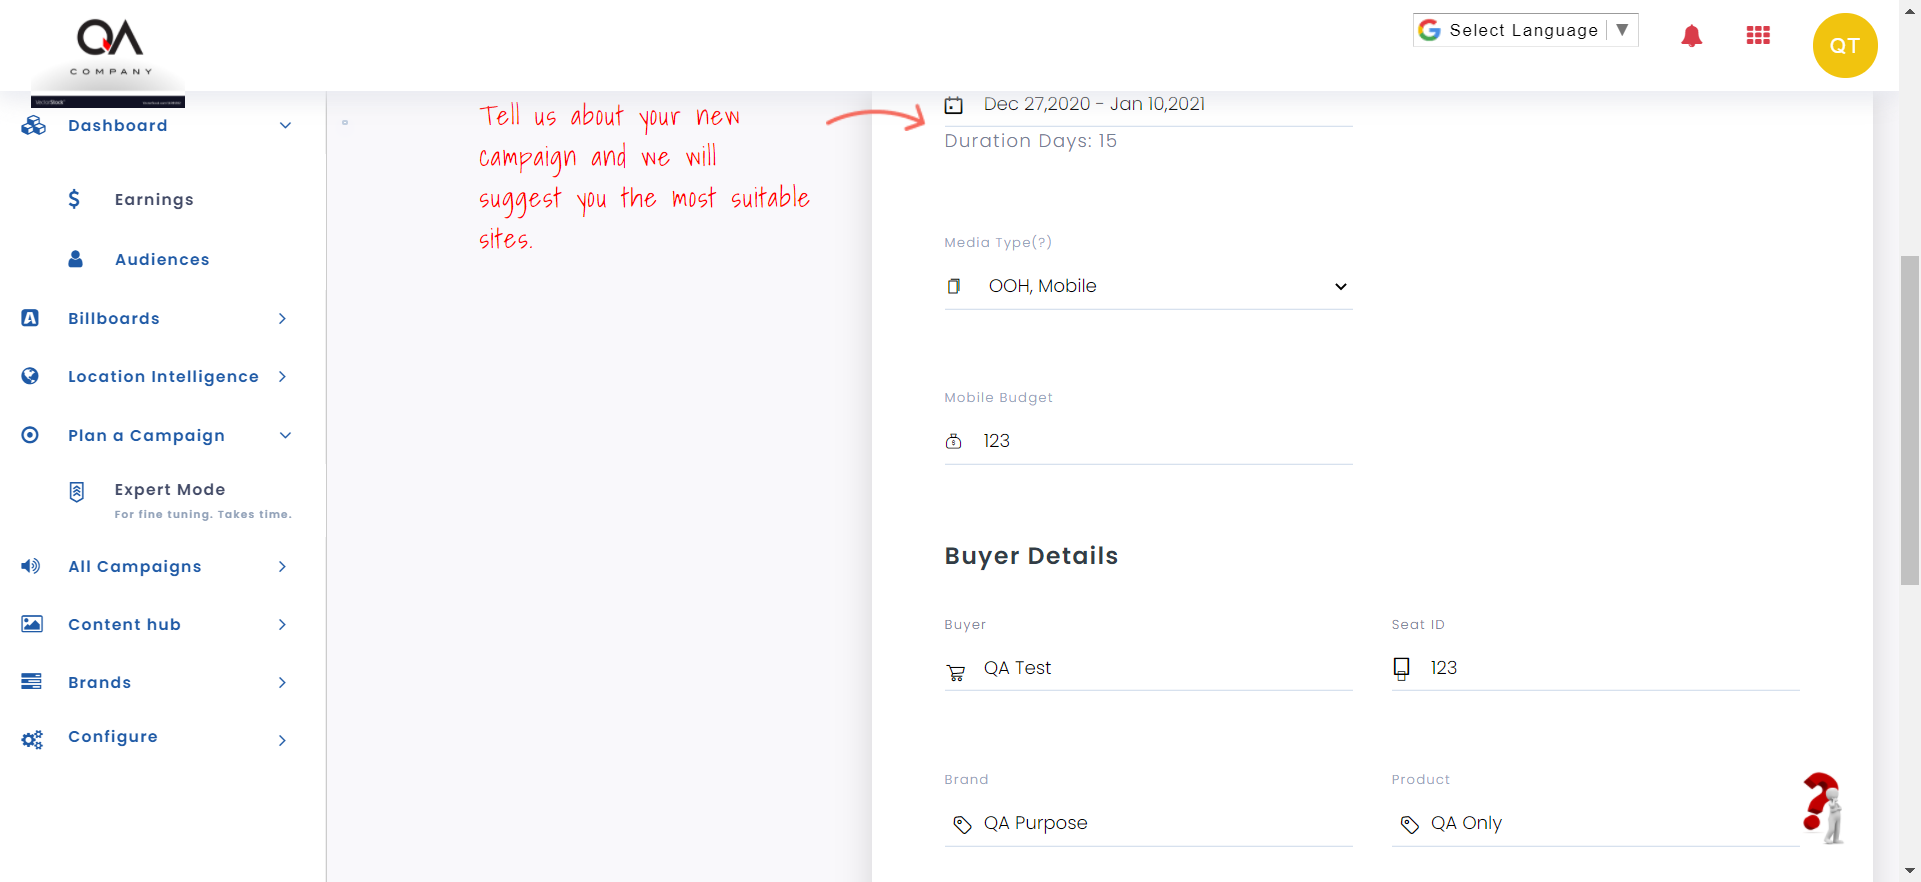 QA
COMPANY
Select Language ▼
QT
Dashboard
Earnings
Audiences
Billboards
Location Intelligence
Plan a Campaign
Expert Mode
For fine tuning. Takes time.
All Campaigns
Content hub
Brands
Configure
Tell us about your new
campaign and we will
suggest you the most suitable
sites.
Dec 27,2020 - Jan 10,2021
Duration Days: 15
Media Type(?)
OOH, Mobile
Mobile Budget
123
Buyer Details
Buyer
Seat ID
QA Test
123
Brand
Product
QA Purpose
QA Only